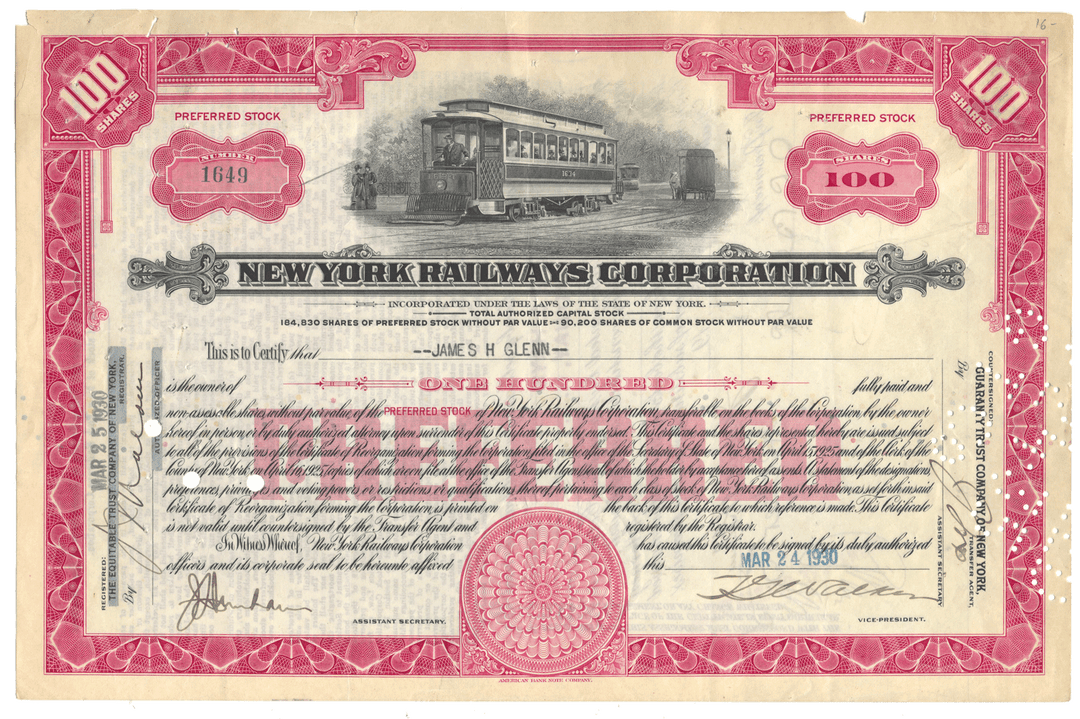 16-
100 SHARES
100 SHARES
PREFERRED STOCK
PREFERRED STOCK
NUMBER
1649
SHARES
100
1674
NEW YORK RAILWAYS CORPORATION
INCORPORATED UNDER THE LAWS OF THE STATE OF NEW YORK.
TOTAL AUTHORIZED CAPITAL STOCK
184,830 SHARES OF PREFERRED STOCK WITHOUT PAR VALUE AND 90,200 SHARES OF COMMON STOCK WITHOUT PAR VALUE
This is to Certify that --JAMES H GLENN--
is the owner of ONE HUNDRED fully paid and
non-assessable shares without par value of the PREFERRED STOCK of New York Railways Corporation, transferable on the books of the Corporation by the owner
hereof in person or by duly authorized attorney upon surrender of this Certificate properly endorsed. This Certificate and the shares represented hereby are issued subject
to all of the provisions of the Certificate of Reorganization forming the Corporation, filed in the office of the Secretary of State of New York on April 15, 1925 and of the Clerk of the
County of New York on April 16, 1925 (copies of which are on file at the office of the Transfer Agent) to all of which the holder by acceptance hereof assents. A statement of the designations,
preferences, privileges and voting powers or restrictions or qualifications thereof pertaining to each class of stock of New York Railways Corporation, as set forth in said
Certificate of Reorganization forming the Corporation is printed on the back of this Certificate to which reference is made. This Certificate
is not valid until countersigned by the Transfer Agent and registered by the Registrar.
In Witness Whereof, New York Railways Corporation has caused this Certificate to be signed by its duly authorized
officers and its corporate seal to be hereunto affixed this MAR 24 1930
PREFERRED
ASSISTANT SECRETARY.
VICE-PRESIDENT.
REGISTERED: MAR 25 1930
THE EQUITABLE TRUST COMPANY OF NEW YORK,
REGISTRAR.
By
AUTHORIZED OFFICER
COUNTERSIGNED:
GUARANTY TRUST COMPANY OF NEW YORK,
TRANSFER AGENT,
By
ASSISTANT SECRETARY
AMERICAN BANK NOTE COMPANY.